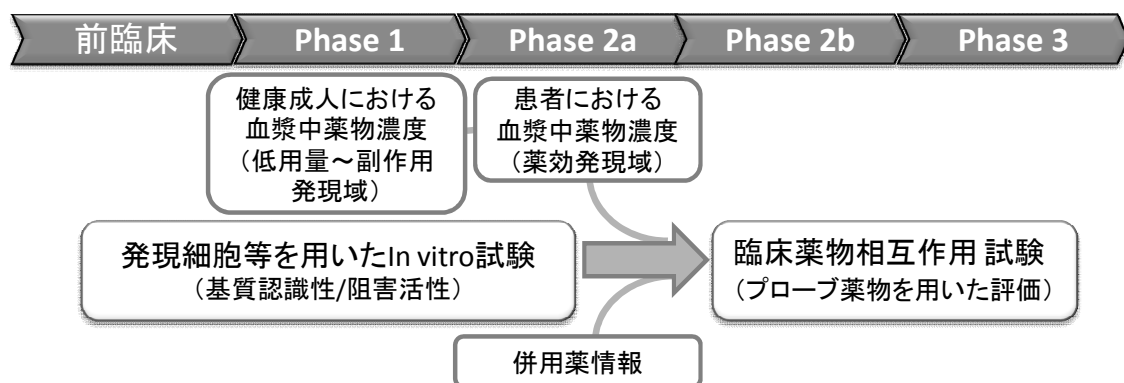 前臨床
Phase 1
Phase 2a
Phase 2b
Phase 3
健康成人における
血漿中薬物濃度
（低用量～副作用
発現域）
患者における
血漿中薬物濃度
（薬効発現域）
発現細胞等を用いたIn vitro試験
（基質認識性/阻害活性）
臨床薬物相互作用 試験
（プローブ薬物を用いた評価）
併用薬情報